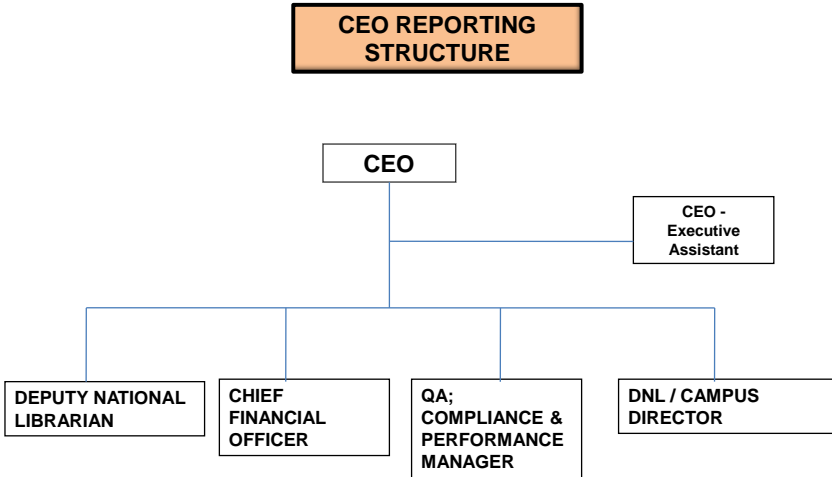 CEO REPORTING
STRUCTURE
CEO
CEO -
Executive
Assistant
DEPUTY NATIONAL
LIBRARIAN
CHIEF
FINANCIAL
OFFICER
QA;
COMPLIANCE &
PERFORMANCE
MANAGER
DNL / CAMPUS
DIRECTOR